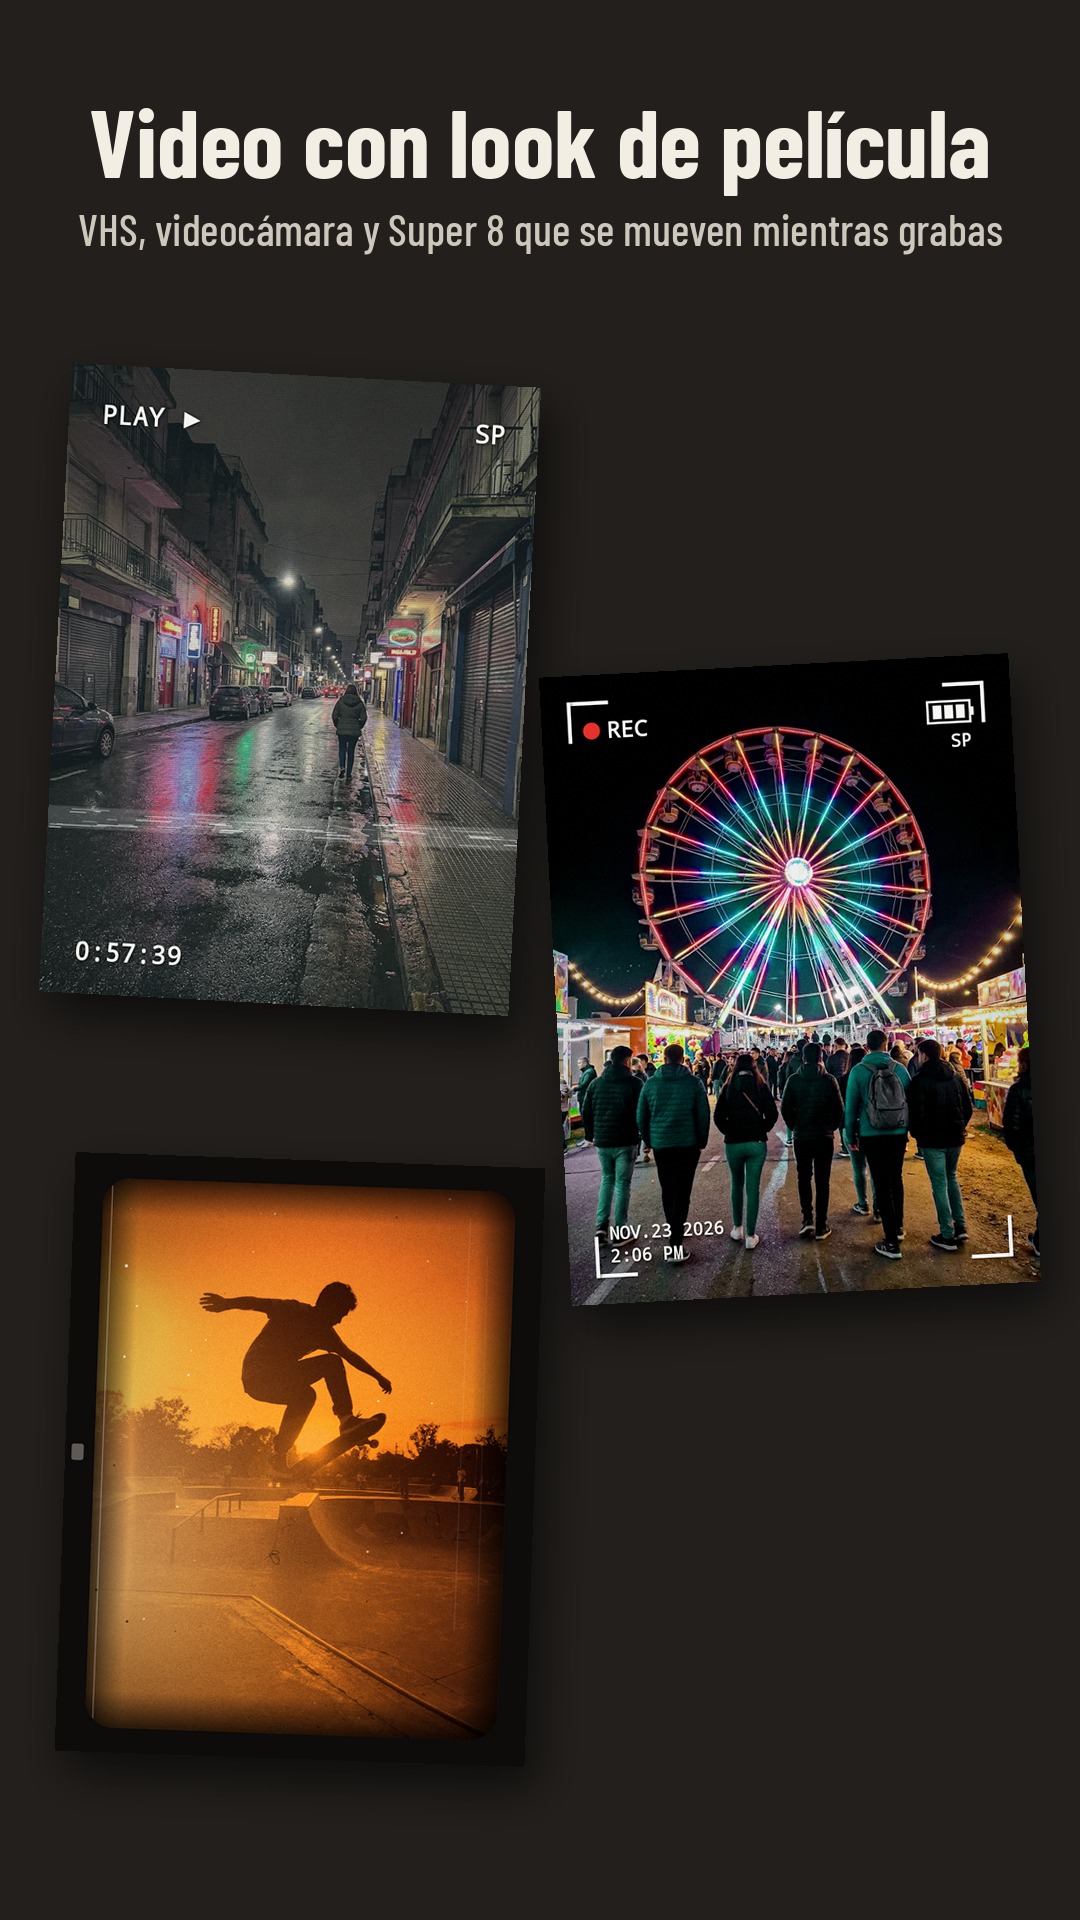 Video con look de película
VHS, videocámara y Super 8 que se mueven mientras grabas
PLAY ▶
SP
0:57:39
REC
SP
NOV.23 2026
2:06 PM